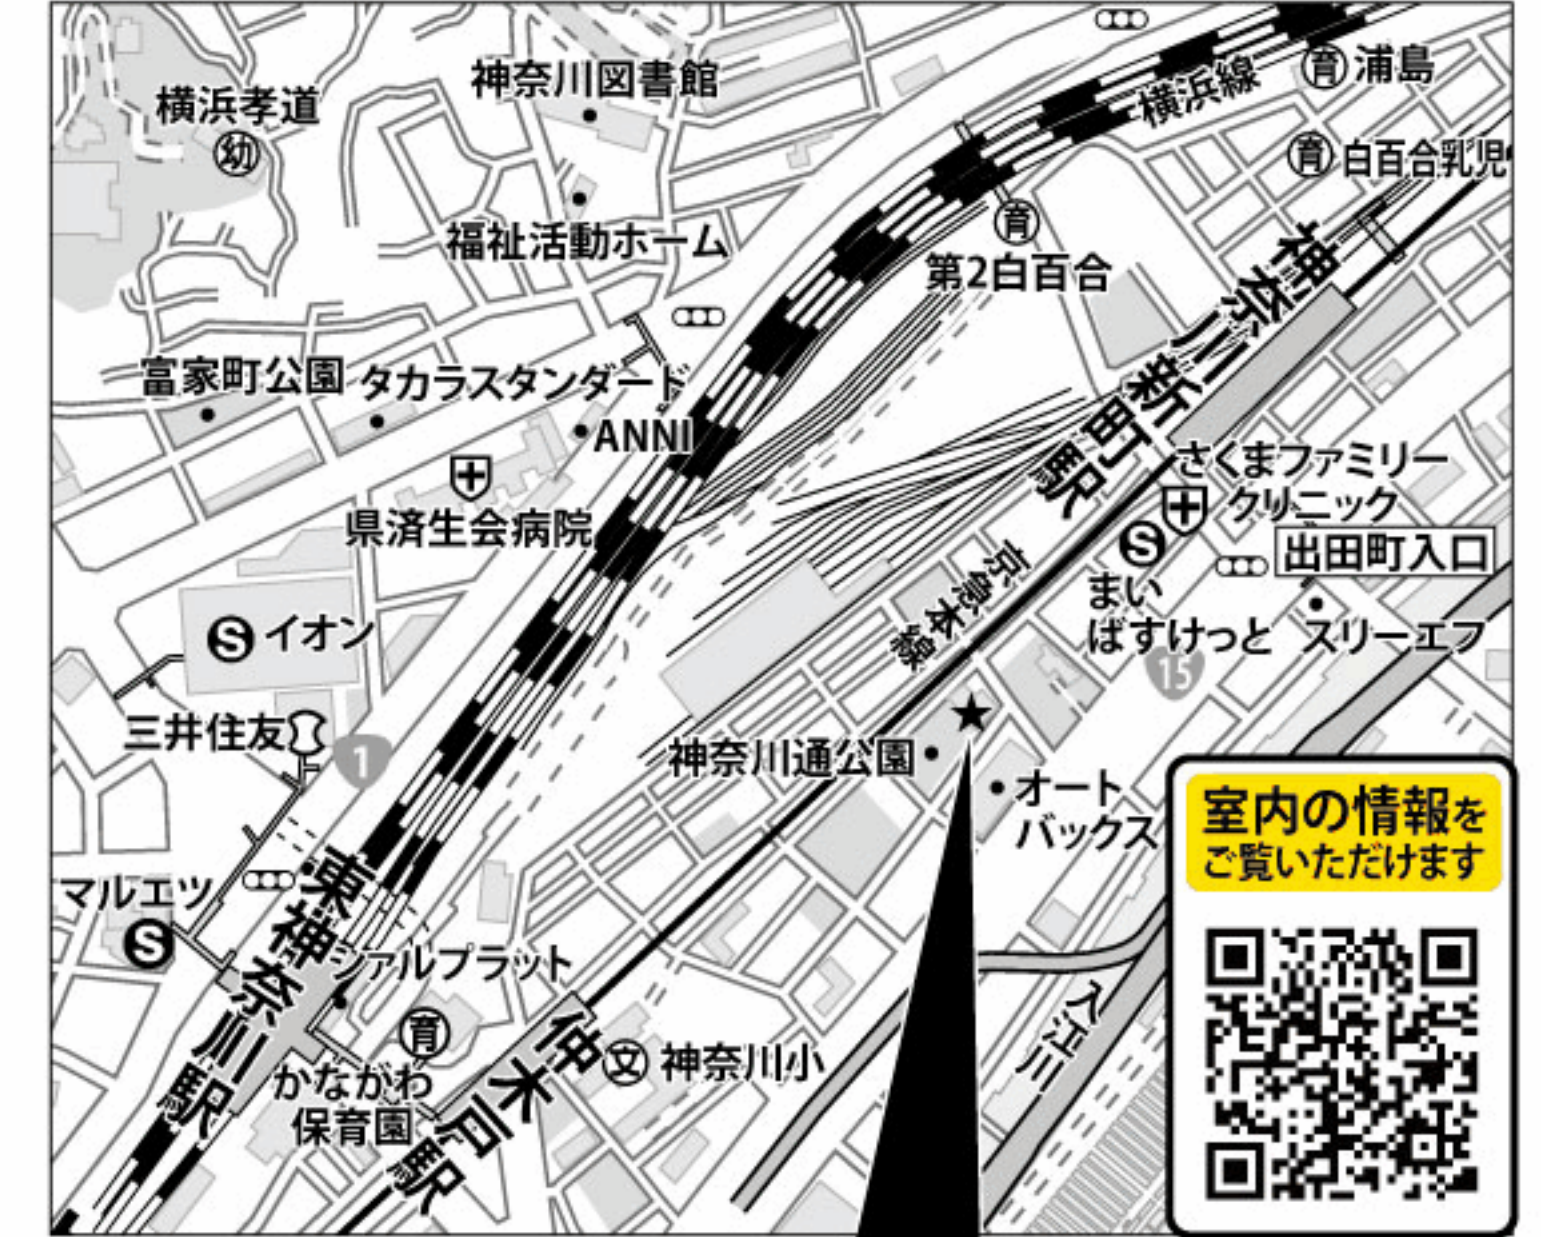 神奈川図書館
横浜線
育 浦島
横浜孝道
幼
育 白百合乳児
福祉活動ホーム
育
第2白百合
神奈川新町駅
富家町公園
タカラスタンダード
ANNI
県済生会病院
さくまファミリー
クリニック
S
まい
ばすけっと
出田町入口
スリーエフ
京急本線
S イオン
15
三井住友
1
神奈川通公園
★
オート
バックス
マルエツ
S
東神奈川駅
シァルプラット
育
かながわ
保育園
仲木戸駅
文 神奈川小
入江川
室内の情報を
ご覧いただけます